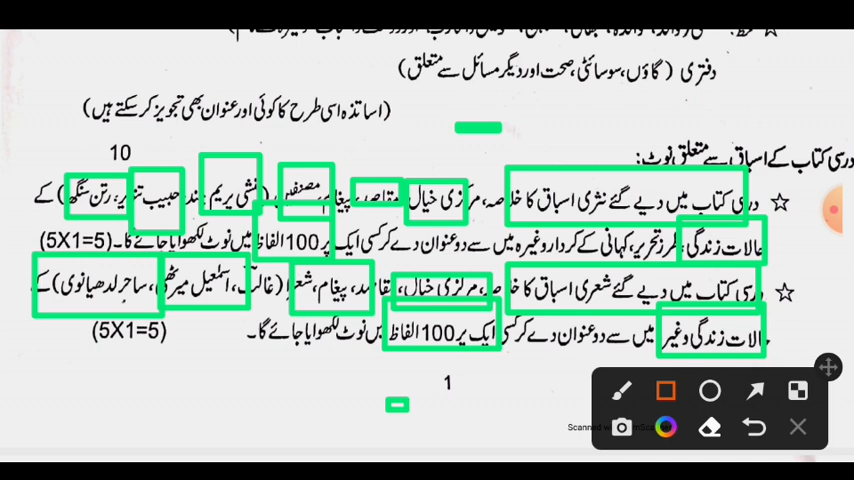 دفتری (گاؤں، سوسائٹی، صحت اور دیگر مسائل سے متعلق)
(اساتذہ اسی طرح کا کوئی اور عنوان بھی تجویز کر سکتے ہیں)
درسی کتاب کے اسباق سے متعلق نوٹ: 10
☆ درسی کتاب میں دیے گئے نثری اسباق کا خلاصہ، مرکزی خیال، مقاصد، پیغام، مصنفین (منشی پریم چند، حبیب تنویر، رتن سنگھ) کے
حالات زندگی، طرز تحریر، کہانی کے کردار وغیرہ میں سے دو عنوان دے کر کسی ایک پر 100 الفاظ میں نوٹ لکھوایا جائے گا۔ (5X1=5)
☆ درسی کتاب میں دیے گئے شعری اسباق کا خلاصہ، مرکزی خیال، مقاصد، پیغام، شعرا (غالب، اسمٰعیل میرٹھی، ساحر لدھیانوی) کے
حالات زندگی وغیرہ میں سے دو عنوان دے کر کسی ایک پر 100 الفاظ میں نوٹ لکھوایا جائے گا۔ (5X1=5)
1
Scanned